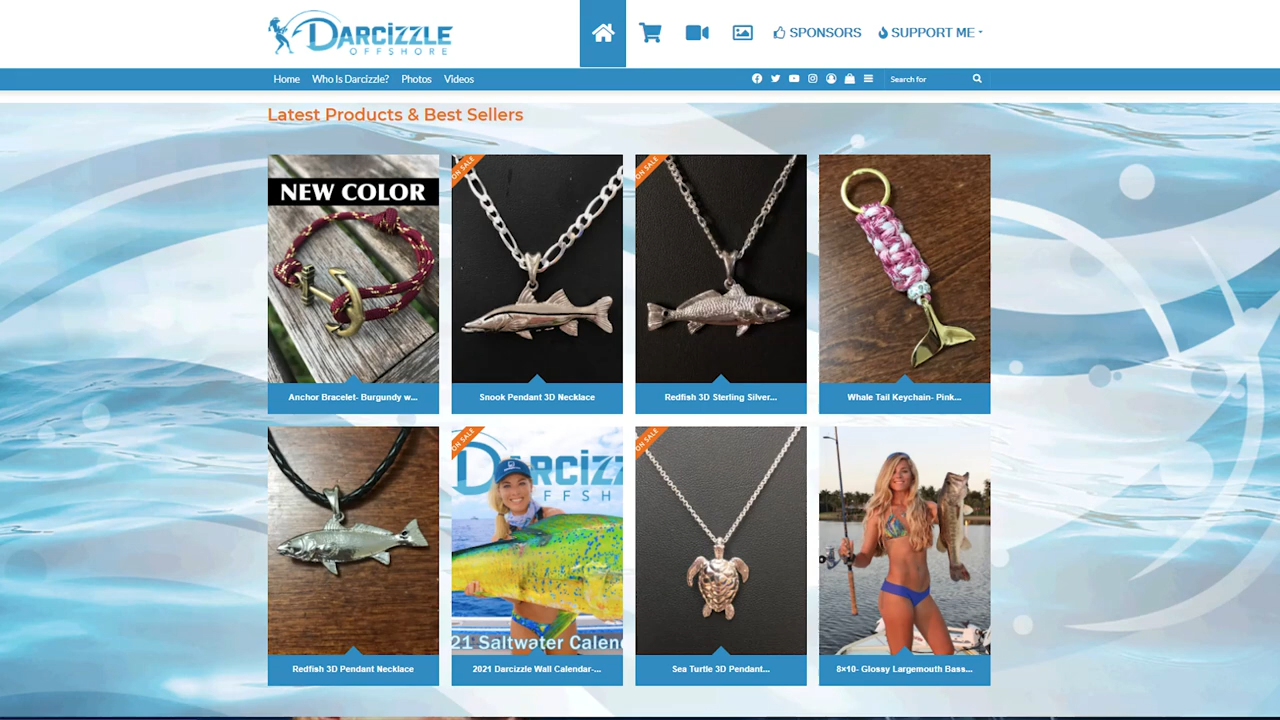 DARCIZZLE
OFFSHORE
SPONSORS
SUPPORT ME
Home
Who Is Darcizzle?
Photos
Videos
Search for
Latest Products & Best Sellers
NEW COLOR
ON SALE
ON SALE
Anchor Bracelet- Burgundy w...
Snook Pendant 3D Necklace
Redfish 3D Sterling Silver...
Whale Tail Keychain- Pink...
ON SALE
DARCIZZ
FFSH
21 Saltwater Calen
ON SALE
Redfish 3D Pendant Necklace
2021 Darcizzle Wall Calendar-...
Sea Turtle 3D Pendant...
8×10- Glossy Largemouth Bass...